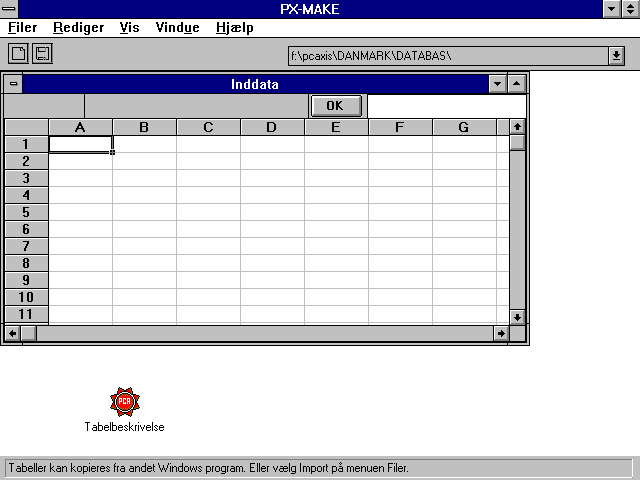 PX-MAKE
Filer Rediger Vis Vindue Hjælp
f:\pcaxis\DANMARK\DATABAS\
Inddata
OK
A B C D E F G
1
2
3
4
5
6
7
8
9
10
11
PCA
Tabelbeskrivelse
Tabeller kan kopieres fra andet Windows program. Eller vælg Import på menuen Filer.